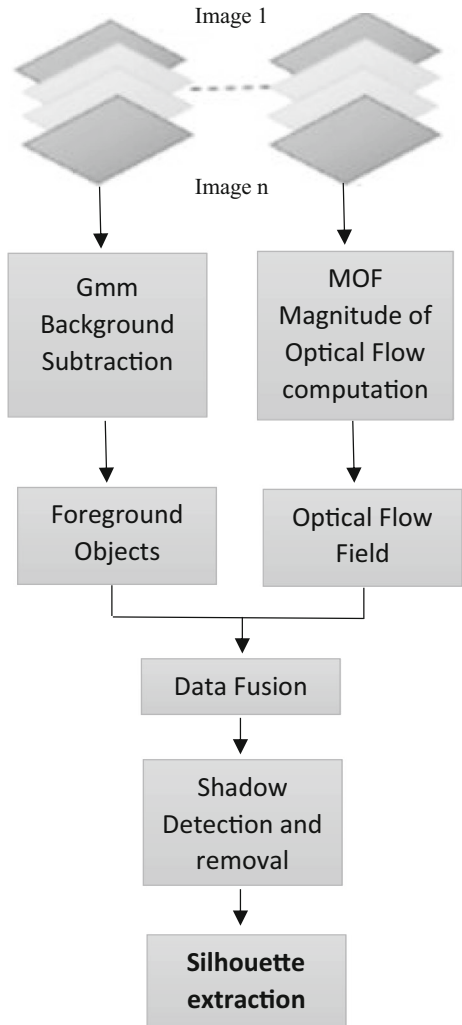 Image 1
Image n
Gmm
Background
Subtraction
MOF
Magnitude of
Optical Flow
computation
Foreground
Objects
Optical Flow
Field
Data Fusion
Shadow
Detection and
removal
Silhouette
extraction